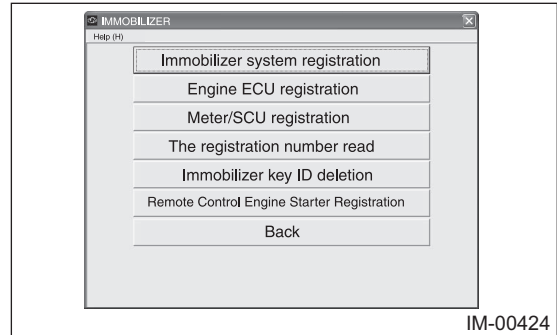 IMMOBILIZER
Help (H)
Immobilizer system registration
Engine ECU registration
Meter/SCU registration
The registration number read
Immobilizer key ID deletion
Remote Control Engine Starter Registration
Back
IM-00424